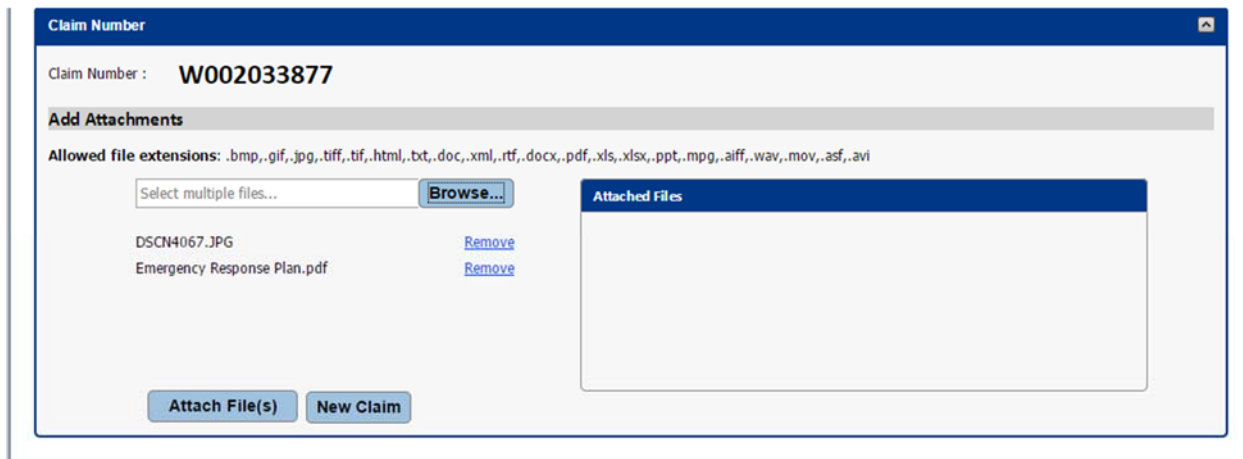 Claim Number
Claim Number : W002033877
Add Attachments
Allowed file extensions: .bmp,.gif,.jpg,.tiff,.tif,.html,.txt,.doc,.xml,.rtf,.docx,.pdf,.xls,.xlsx,.ppt,.mpg,.aiff,.wav,.mov,.asf,.avi
Select multiple files... Browse...
Attached Files
DSCN4067.JPG Remove
Emergency Response Plan.pdf Remove
Attach File(s) New Claim